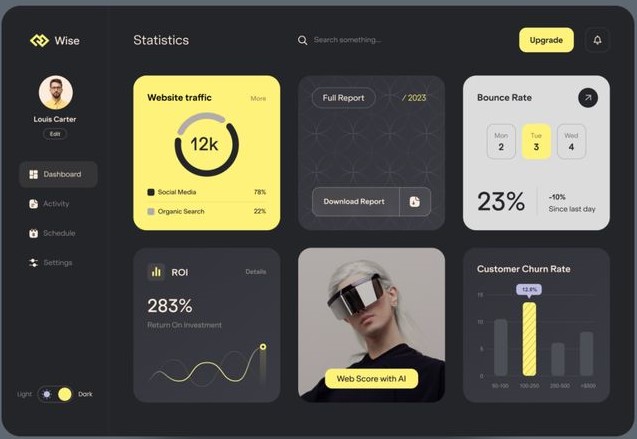 Wise
Statistics
Search something...
Upgrade
Louis Carter
Edit
Dashboard
Activity
Schedule
Settings
Light
Dark
Website traffic
More
12k
Social Media
78%
Organic Search
22%
Full Report
/ 2023
Download Report
Bounce Rate
Mon
2
Tue
3
Wed
4
23%
-10%
Since last day
ROI
Details
283%
Return On Investment
Web Score with AI
Customer Churn Rate
12.8%
15
10
5
0
50-100
100-250
250-500
>$500